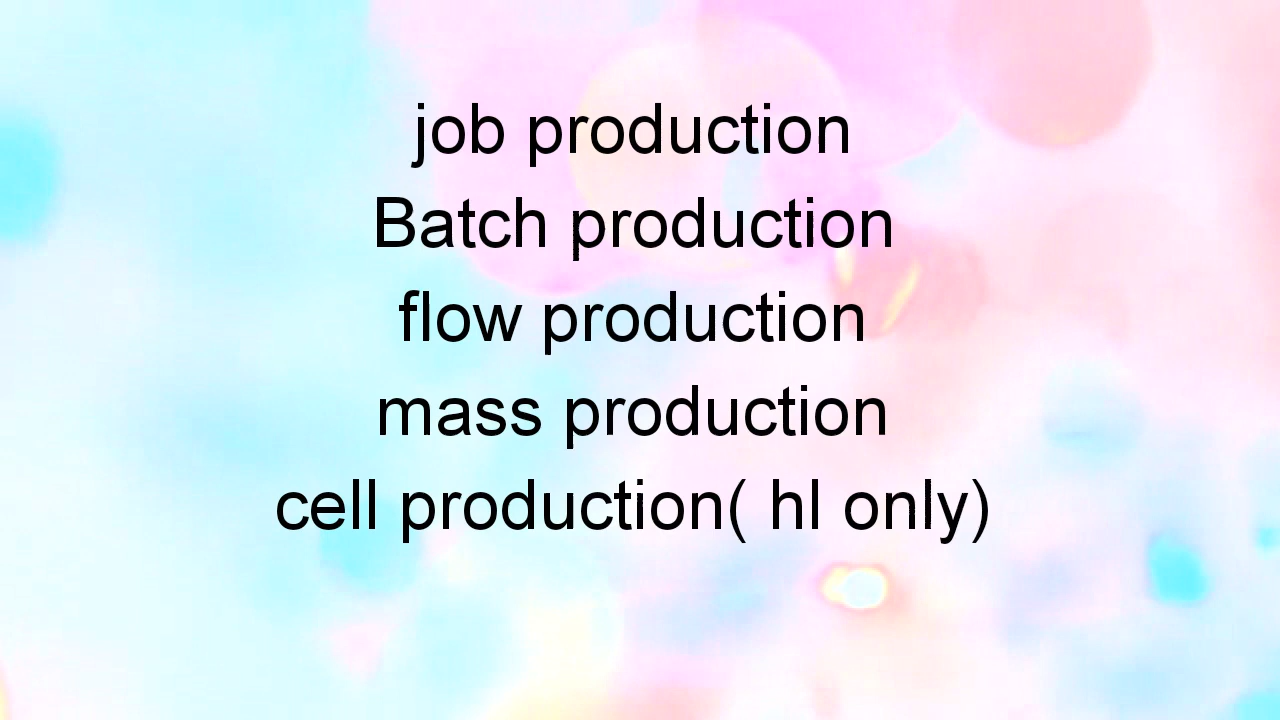 job production
Batch production
flow production
mass production
cell production( hl only)